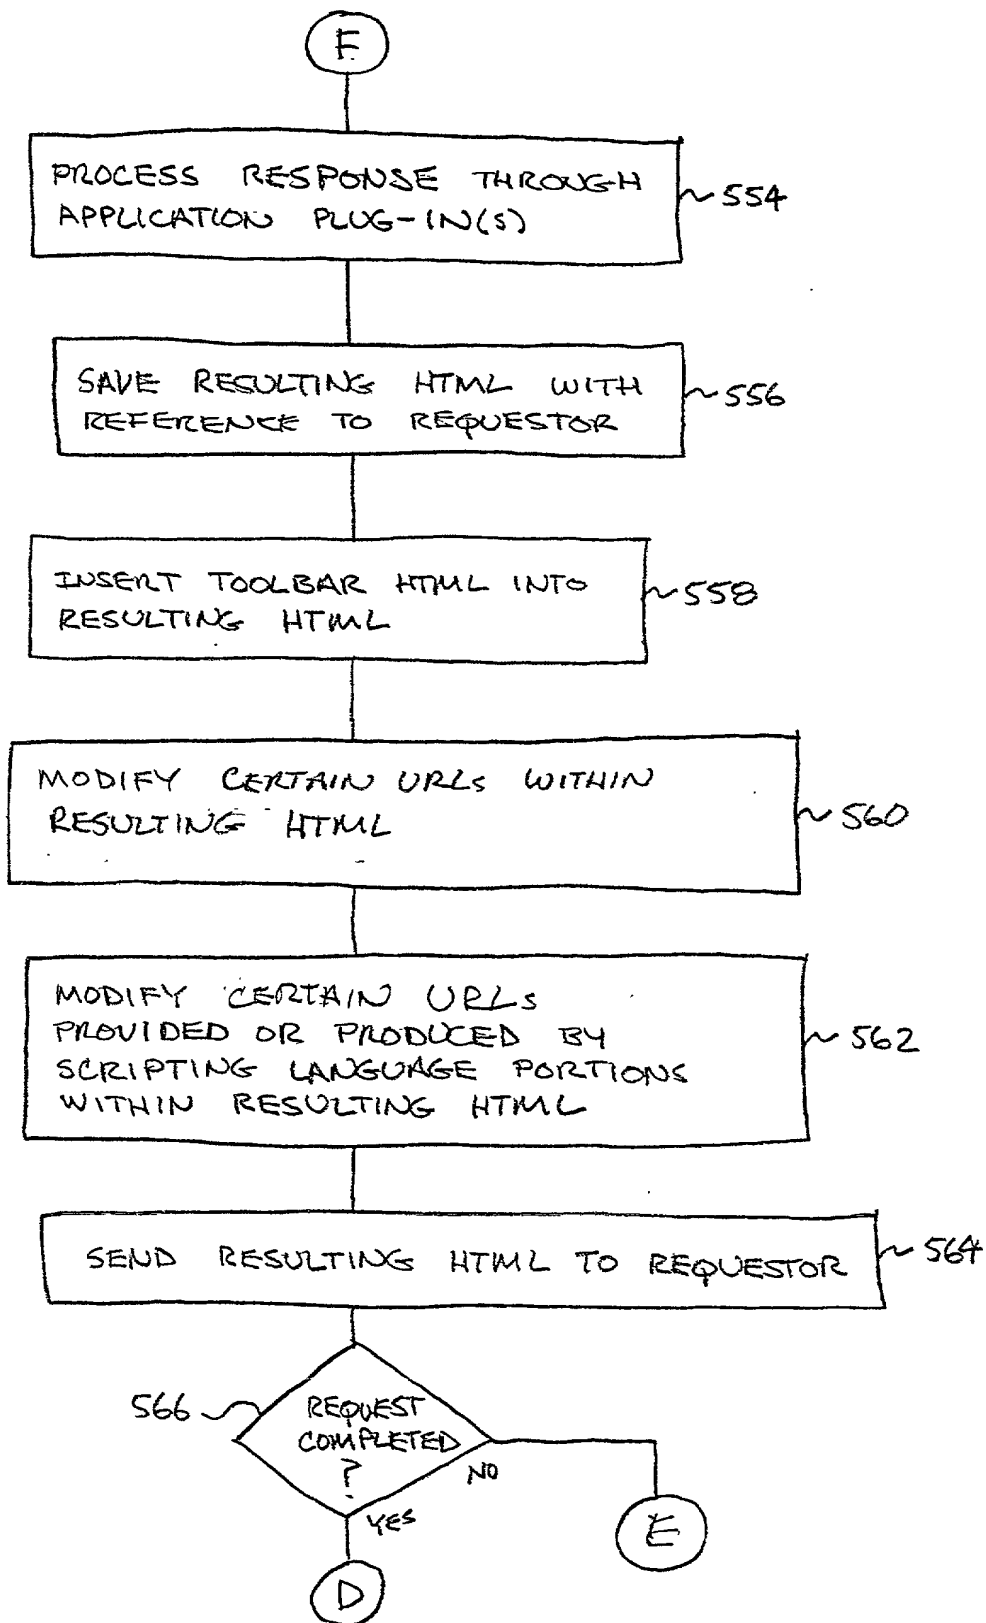 F
PROCESS RESPONSE THROUGH
APPLICATION PLUG-IN(S)
554
SAVE RESULTING HTML WITH
REFERENCE TO REQUESTOR
556
INSERT TOOLBAR HTML INTO
RESULTING HTML
558
MODIFY CERTAIN URLs WITHIN
RESULTING HTML
560
MODIFY CERTAIN URLs
PROVIDED OR PRODUCED BY
SCRIPTING LANGUAGE PORTIONS
WITHIN RESULTING HTML
562
SEND RESULTING HTML TO REQUESTOR
564
566
REQUEST
COMPLETED
?
NO
YES
E
D